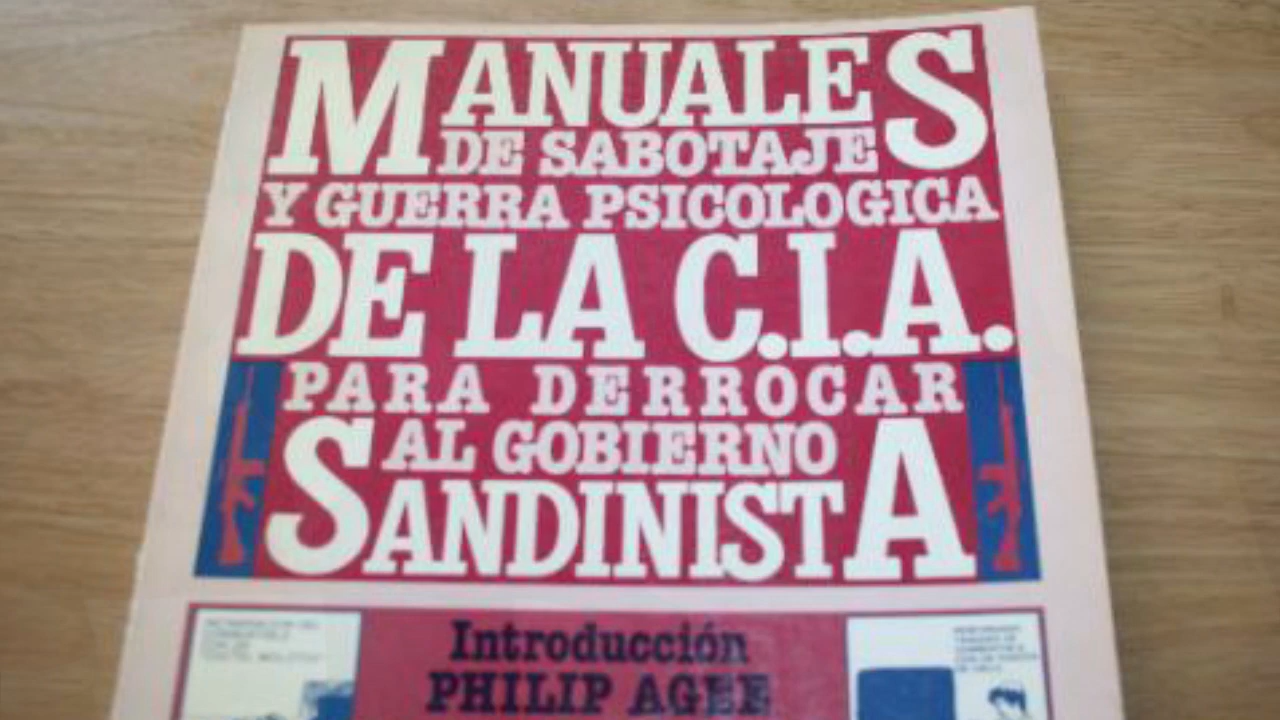 MANUALES
DE SABOTAJE
Y GUERRA PSICOLOGICA
DE LA C.I.A.
PARA DERROCAR
AL GOBIERNO
SANDINISTA
Introducción
PHILIP AGEE